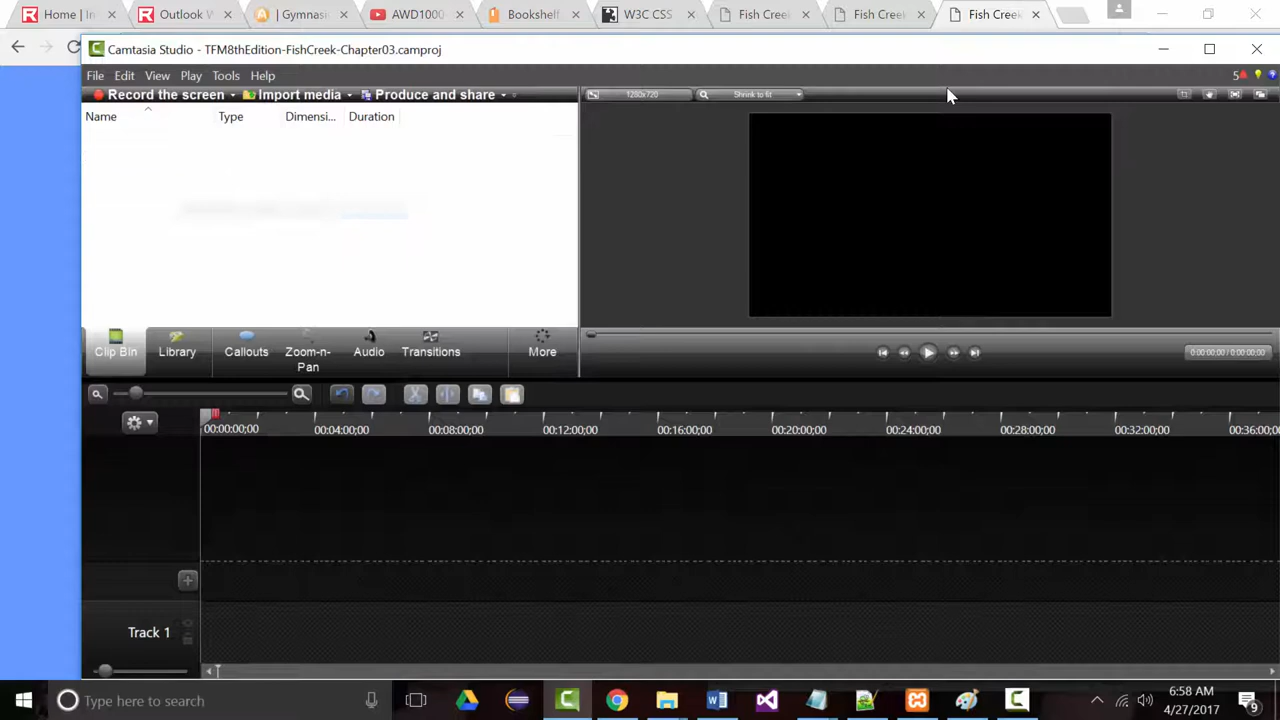 Home | In
Outlook W
| Gymnasi
AWD1000
Bookshelf
W3C CSS
Fish Cree
Fish Creek
Fish Creek
Camtasia Studio - TFM8thEdition-FishCreek-Chapter03.camproj
File Edit View Play Tools Help
5
Record the screen Import media Produce and share
1280x720 Shrink to fit
Name Type Dimensi... Duration
Clip Bin Library Callouts Zoom-n-Pan Audio Transitions More
0:00:00;00 / 0:00:00;00
00:00:00;00 00:04:00;00 00:08:00;00 00:12:00;00 00:16:00;00 00:20:00;00 00:24:00;00 00:28:00;00 00:32:00;00 00:36:00;0
Track 1
Type here to search
6:58 AM
4/27/2017
9